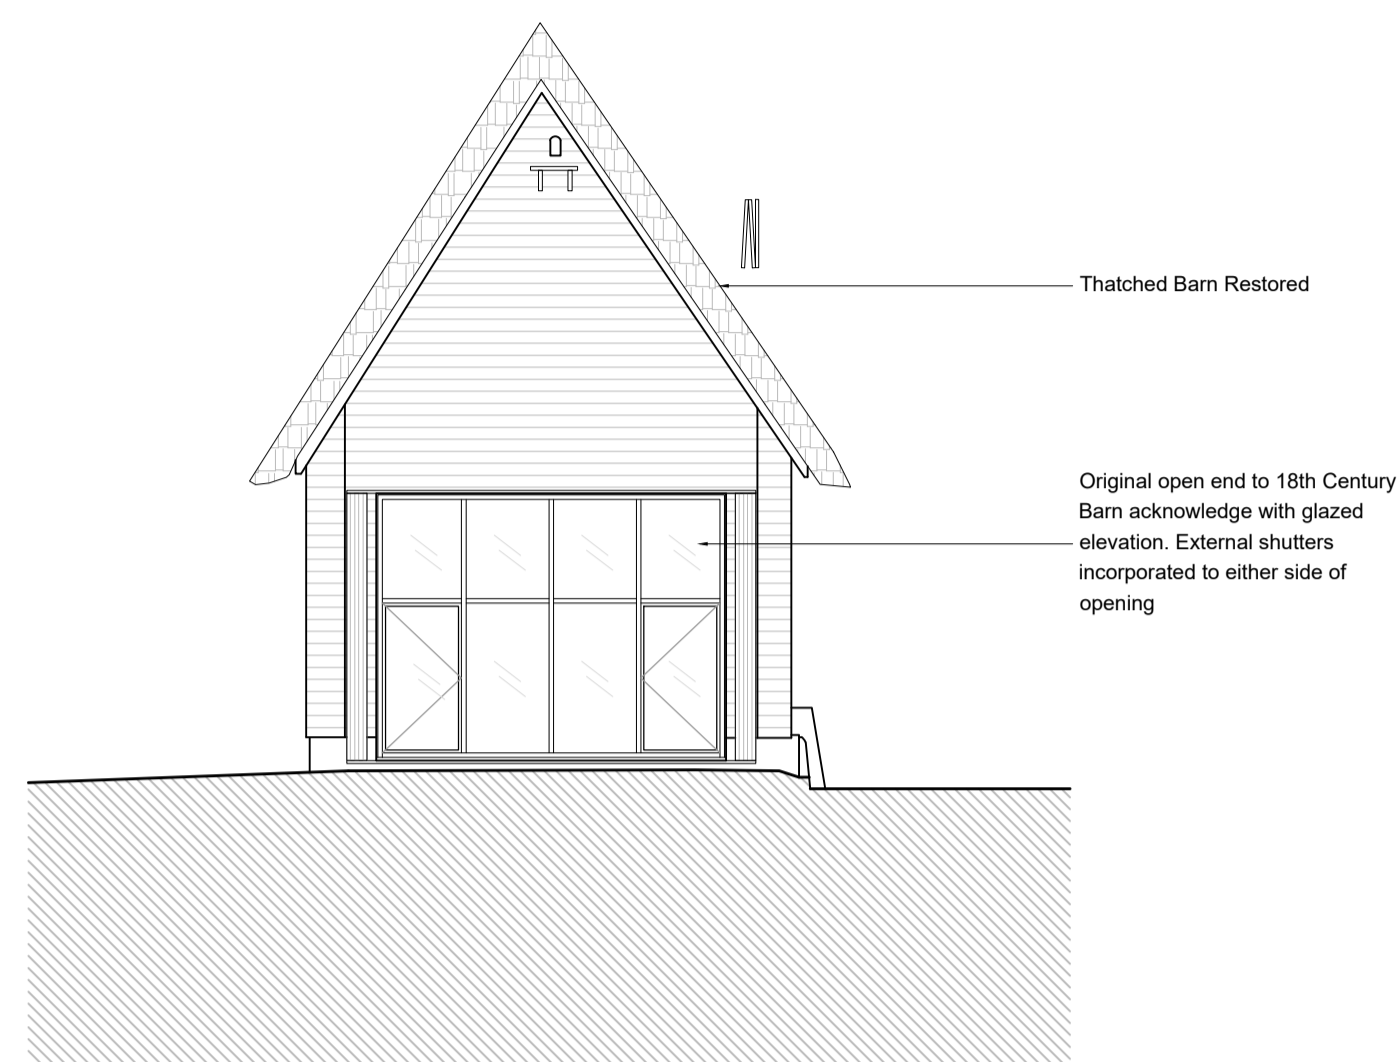 Thatched Barn Restored
Original open end to 18th Century
Barn acknowledge with glazed
elevation. External shutters
incorporated to either side of
opening